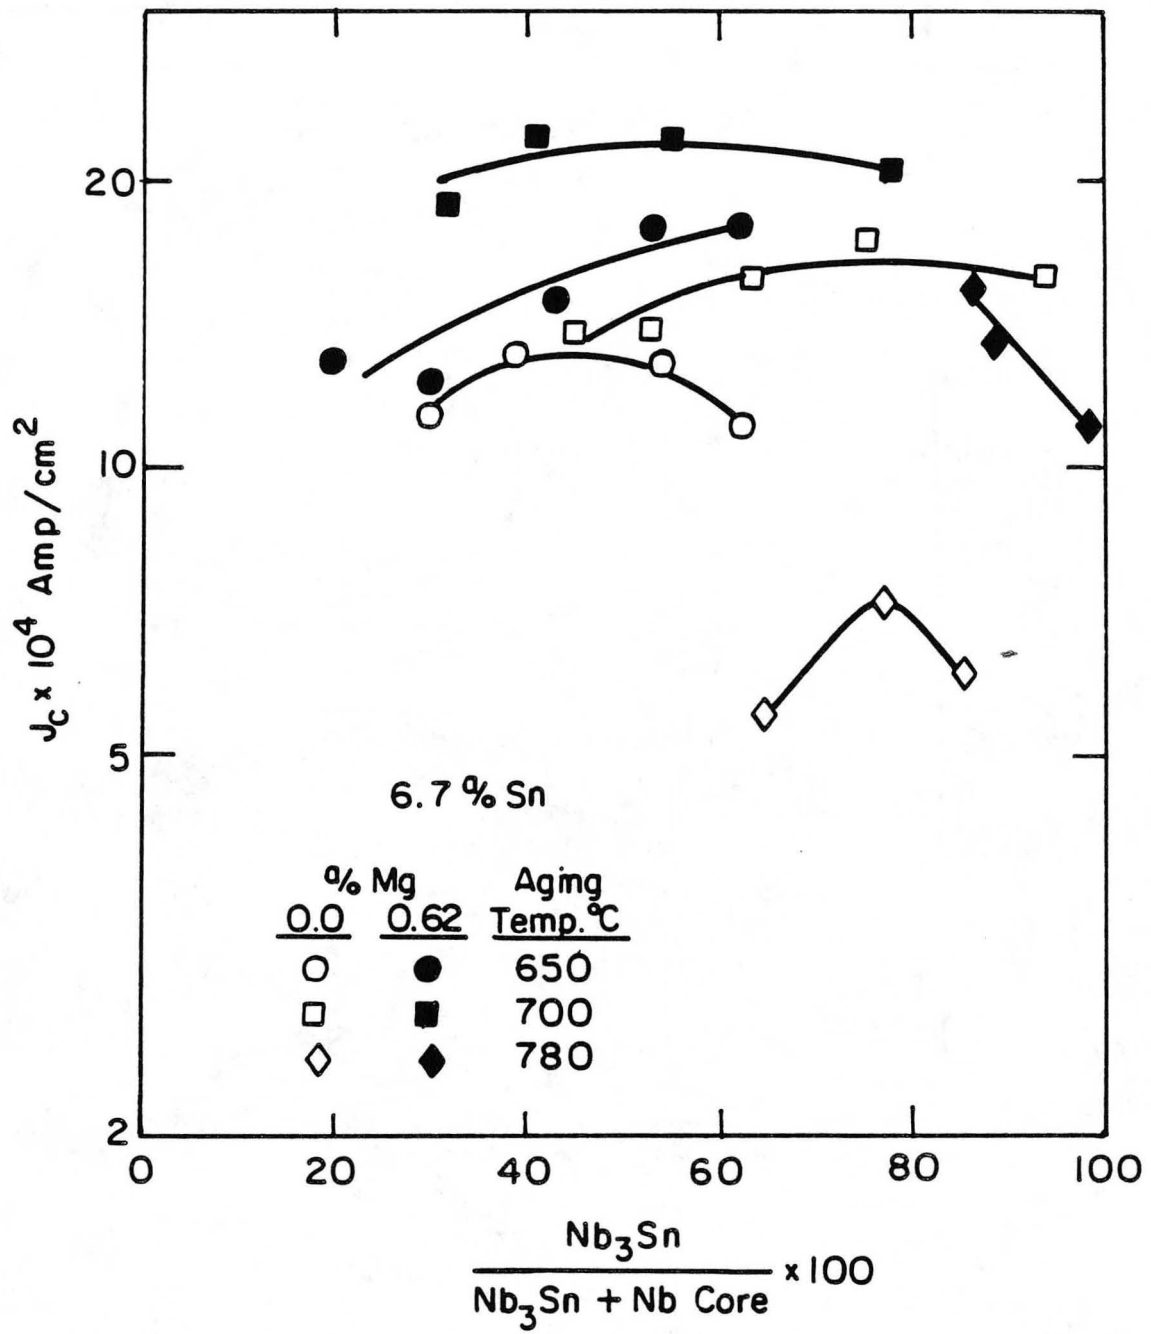 20
10
5
2
J_c x 10^4 Amp/cm^2
6.7 % Sn
% Mg Aging
0.0 0.62 Temp. °C
650
700
780
0 20 40 60 80 100
Nb₃Sn
Nb₃Sn + Nb Core x 100